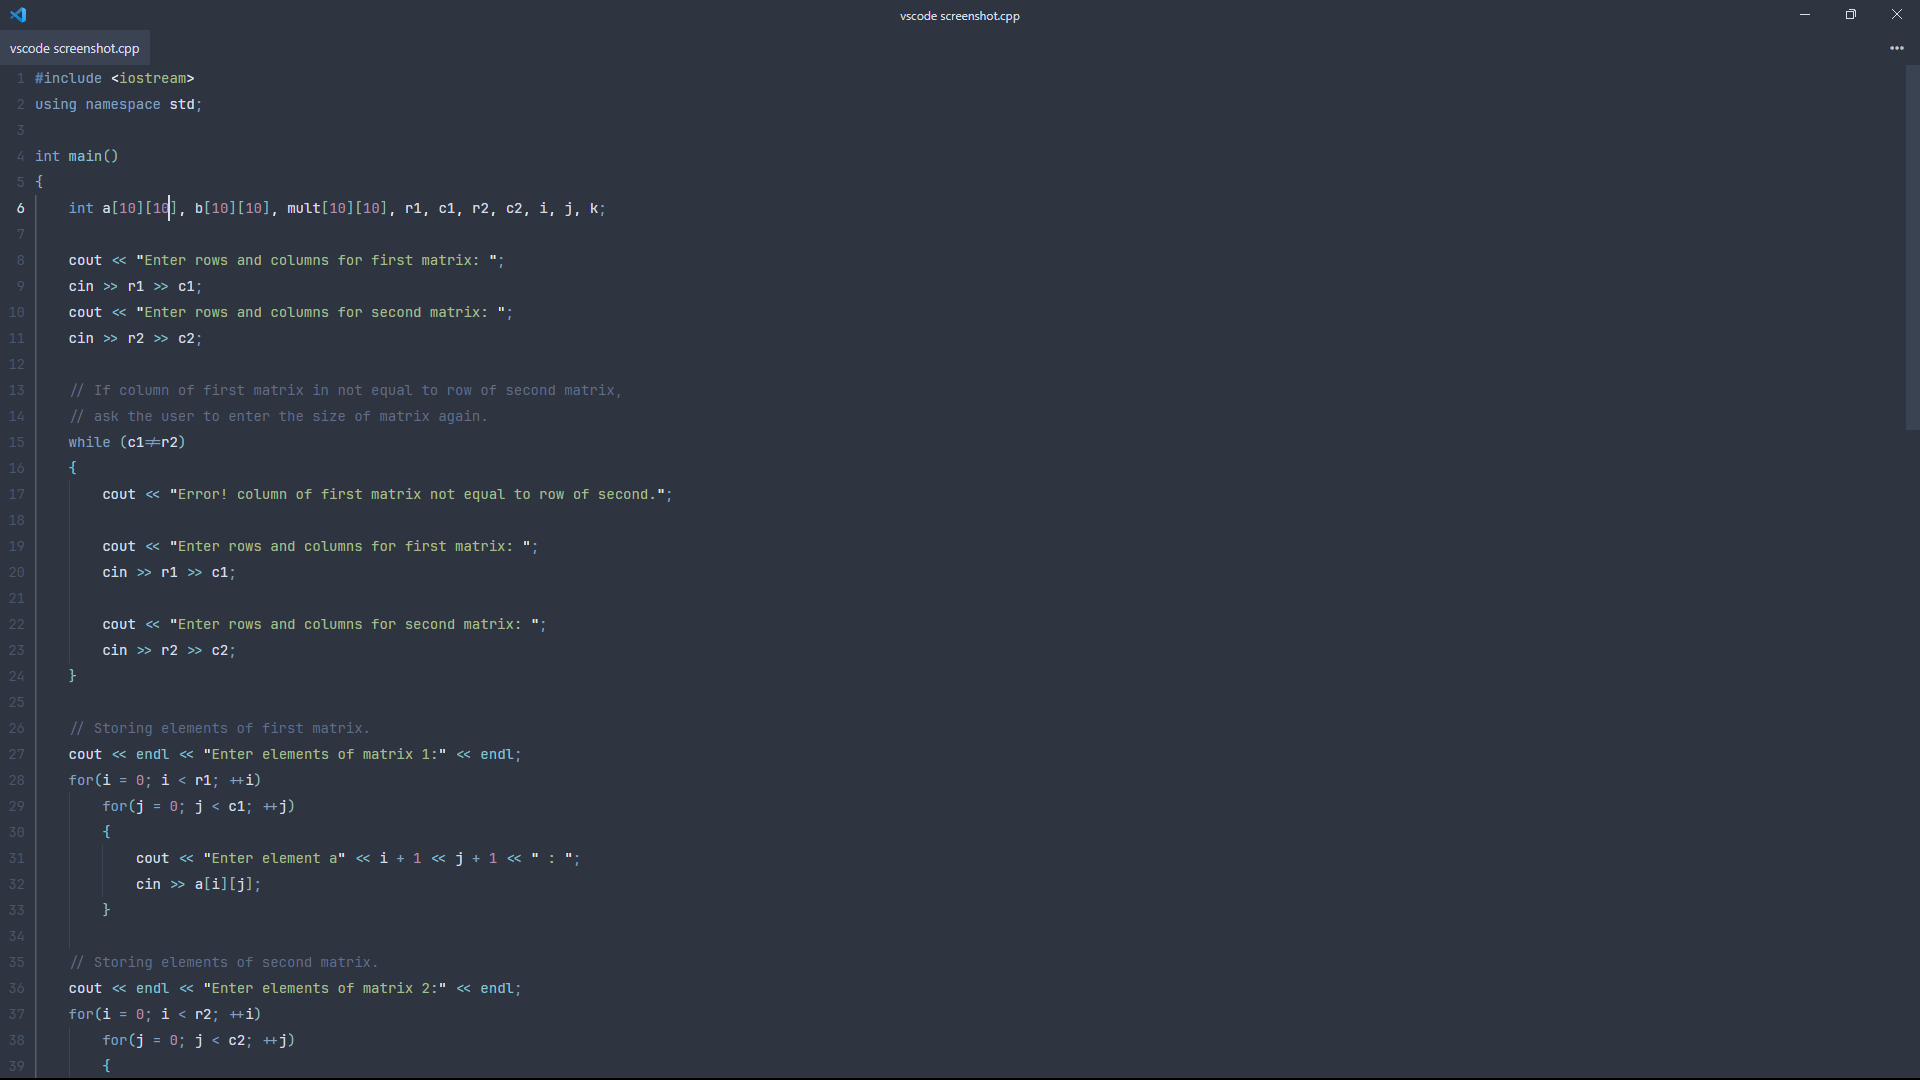 vscode screenshot.cpp
vscode screenshot.cpp
1 #include <iostream>
2 using namespace std;
3
4 int main()
5 {
6     int a[10][10], b[10][10], mult[10][10], r1, c1, r2, c2, i, j, k;
7
8     cout << "Enter rows and columns for first matrix: ";
9     cin >> r1 >> c1;
10     cout << "Enter rows and columns for second matrix: ";
11     cin >> r2 >> c2;
12
13     // If column of first matrix in not equal to row of second matrix,
14     // ask the user to enter the size of matrix again.
15     while (c1!=r2)
16     {
17         cout << "Error! column of first matrix not equal to row of second.";
18
19         cout << "Enter rows and columns for first matrix: ";
20         cin >> r1 >> c1;
21
22         cout << "Enter rows and columns for second matrix: ";
23         cin >> r2 >> c2;
24     }
25
26     // Storing elements of first matrix.
27     cout << endl << "Enter elements of matrix 1:" << endl;
28     for(i = 0; i < r1; ++i)
29         for(j = 0; j < c1; ++j)
30         {
31             cout << "Enter element a" << i + 1 << j + 1 << " : ";
32             cin >> a[i][j];
33         }
34
35     // Storing elements of second matrix.
36     cout << endl << "Enter elements of matrix 2:" << endl;
37     for(i = 0; i < r2; ++i)
38         for(j = 0; j < c2; ++j)
39         {